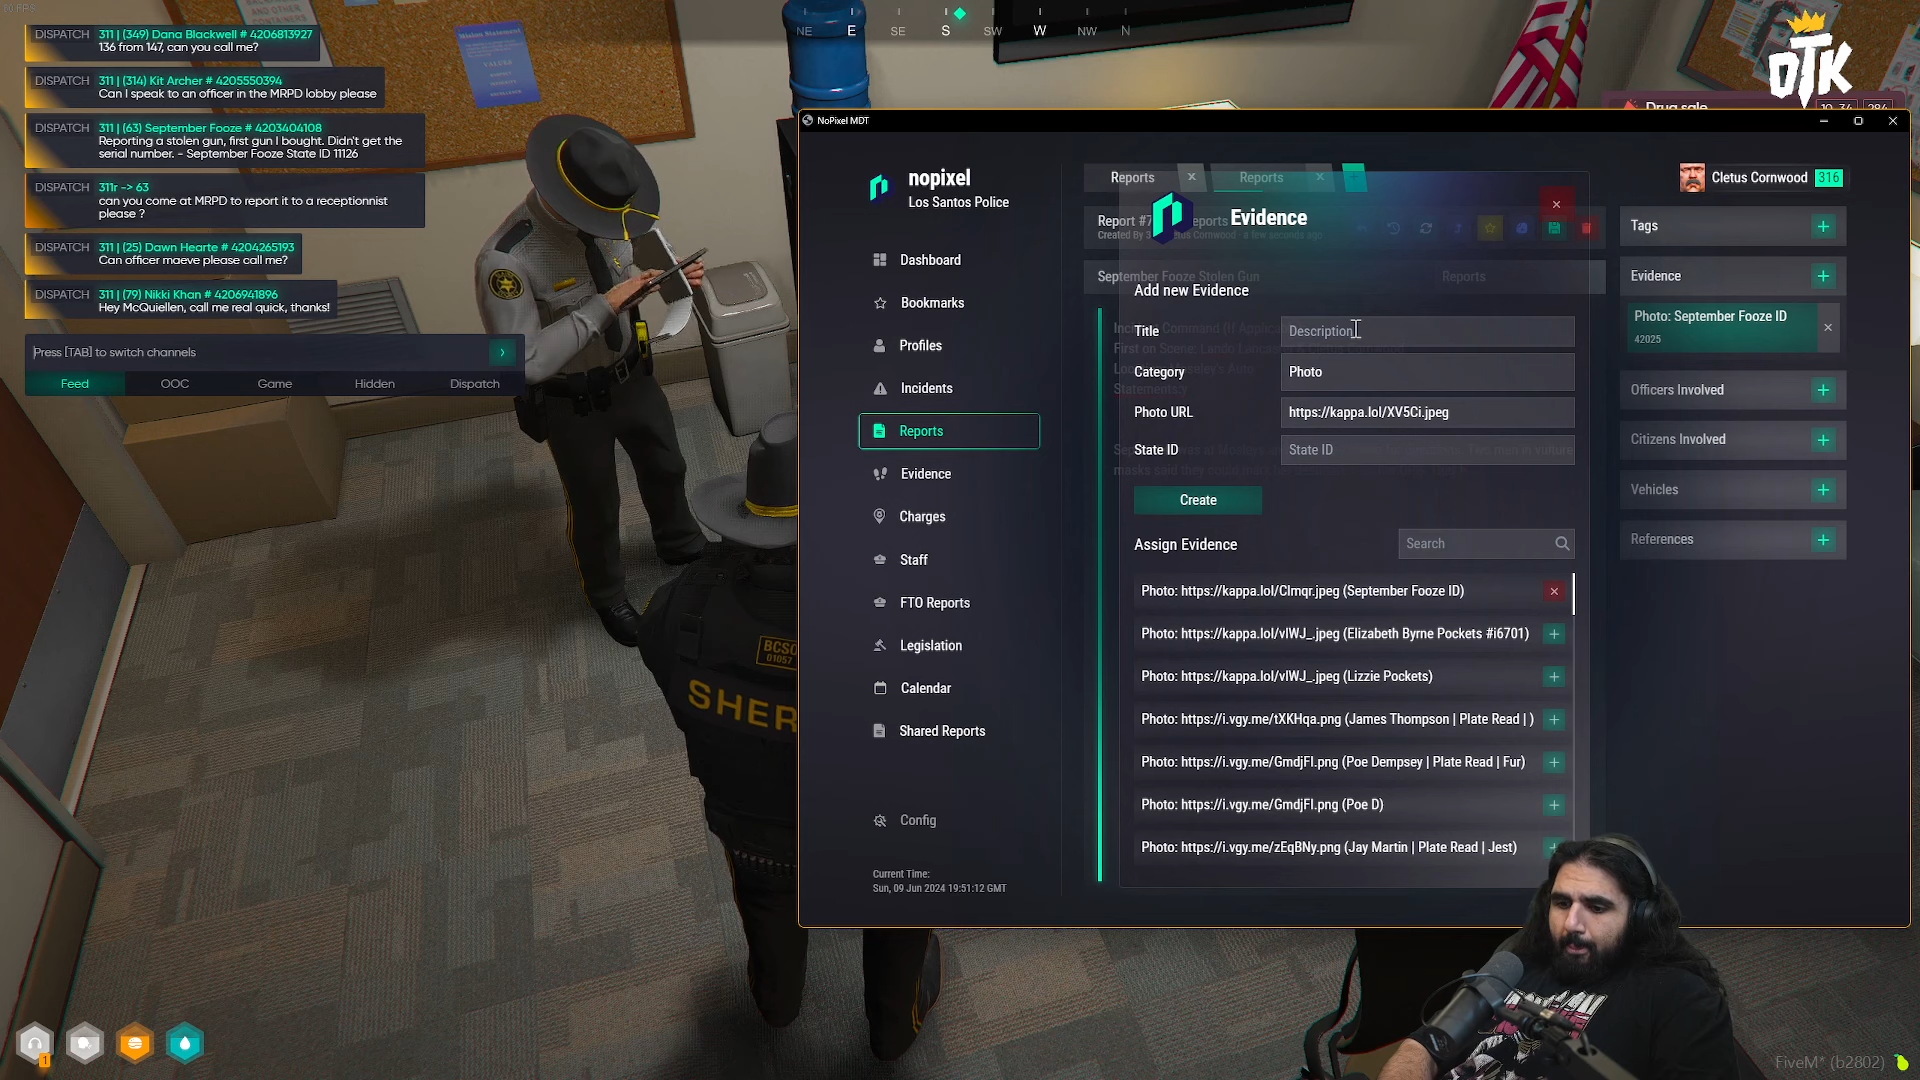 NE E SE S SW W NW N
DISPATCH 311 | (349) Dana Blackwell # 4206813927
136 from 147, can you call me?
DISPATCH 311 | (314) Kit Archer # 4205550394
Can I speak to an officer in the MRPD lobby please
DISPATCH 311 | (63) September Fooze # 4203404108
Reporting a stolen gun, first gun I bought. Didn't get the
serial number. - September Fooze State ID 11126
DISPATCH 311r -> 63
can you come at MRPD to report it to a receptionnist
please ?
DISPATCH 311 | (25) Dawn Hearte # 4204265193
Can officer maeve please call me?
DISPATCH 311 | (79) Nikki Khan # 4206941896
Hey McQuiellen, call me real quick, thanks!
Press [TAB] to switch channels
Feed OOC Game Hidden Dispatch
VALUES
OTK
Drug sale
NoPixel MDT
nopixel
Los Santos Police
Dashboard
Bookmarks
Profiles
Incidents
Reports
Evidence
Charges
Staff
FTO Reports
Legislation
Calendar
Shared Reports
Config
Current Time:
Sun, 09 Jun 2024 19:51:12 GMT
Reports Reports
Evidence
September Fooze Stolen Gun Reports
Add new Evidence
Title Description
Category Photo
Photo URL https://kappa.lol/XV5Ci.jpeg
State ID State ID
Create
Assign Evidence Search
Photo: https://kappa.lol/CImqr.jpeg (September Fooze ID)
Photo: https://kappa.lol/vIWJ_.jpeg (Elizabeth Byrne Pockets #i6701)
Photo: https://kappa.lol/vIWJ_.jpeg (Lizzie Pockets)
Photo: https://i.vgy.me/tXKHqa.png (James Thompson | Plate Read | )
Photo: https://i.vgy.me/GmdjFI.png (Poe Dempsey | Plate Read | Fur)
Photo: https://i.vgy.me/GmdjFI.png (Poe D)
Photo: https://i.vgy.me/zEqBNy.png (Jay Martin | Plate Read | Jest)
Cletus Cornwood 316
Tags
Evidence
Photo: September Fooze ID
42025
Officers Involved
Citizens Involved
Vehicles
References
BCSO
01057
SHER
1
FiveM* (b2802)